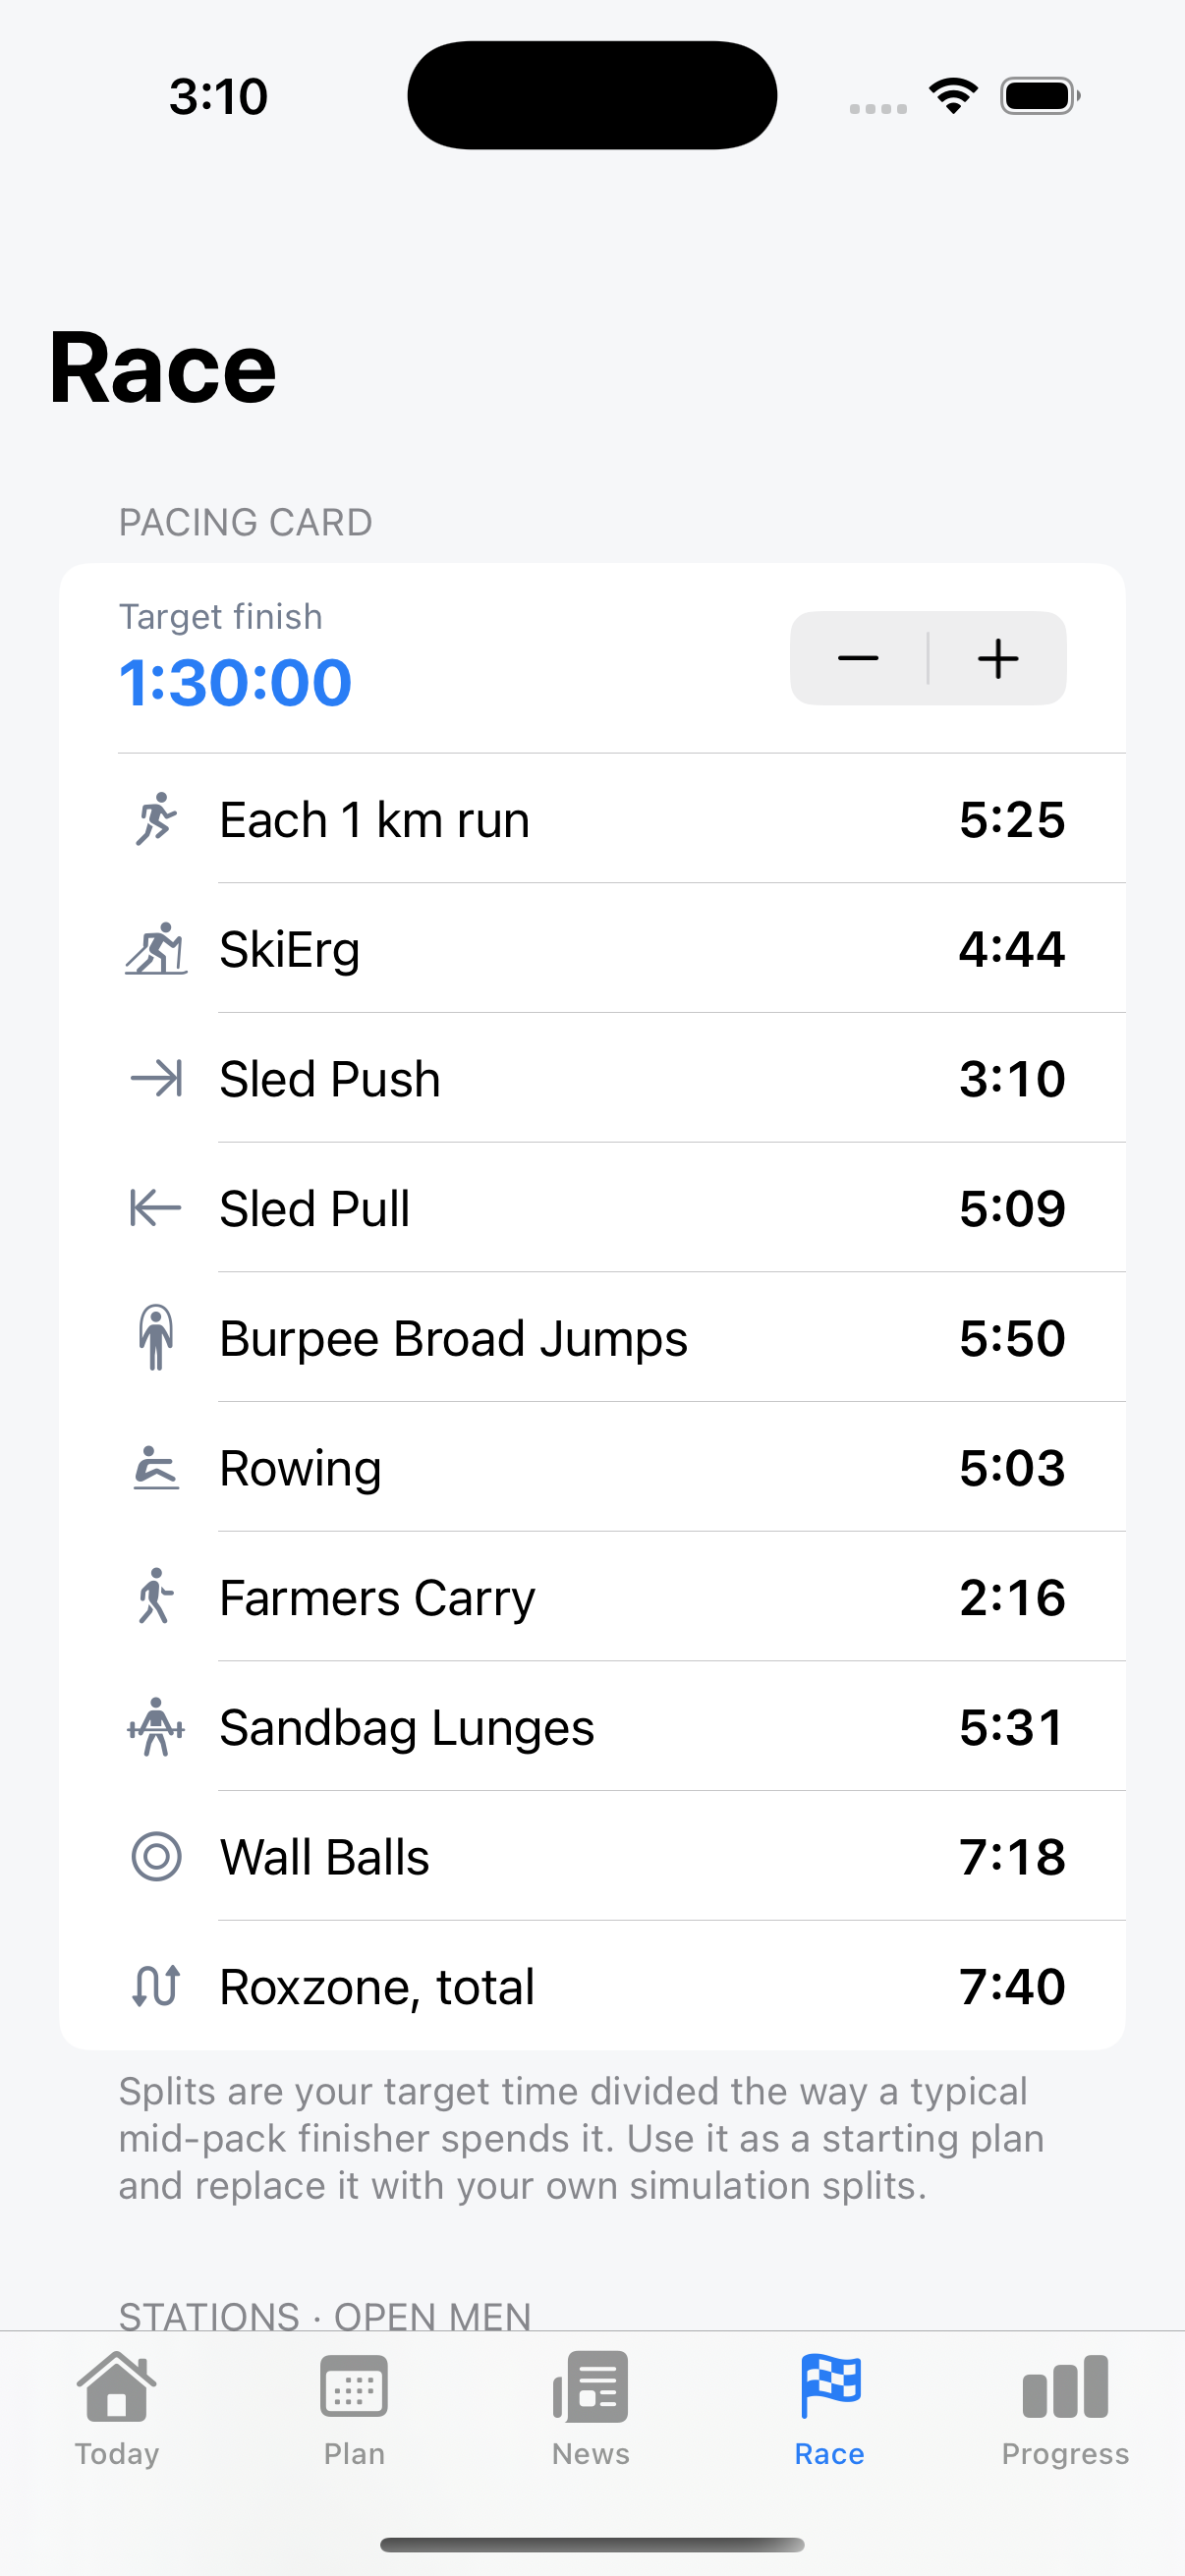 3:10
Race
PACING CARD
Target finish
1:30:00
Each 1 km run 5:25
SkiErg 4:44
Sled Push 3:10
Sled Pull 5:09
Burpee Broad Jumps 5:50
Rowing 5:03
Farmers Carry 2:16
Sandbag Lunges 5:31
Wall Balls 7:18
Roxzone, total 7:40
Splits are your target time divided the way a typical
mid-pack finisher spends it. Use it as a starting plan
and replace it with your own simulation splits.
STATIONS · OPEN MEN
Today Plan News Race Progress